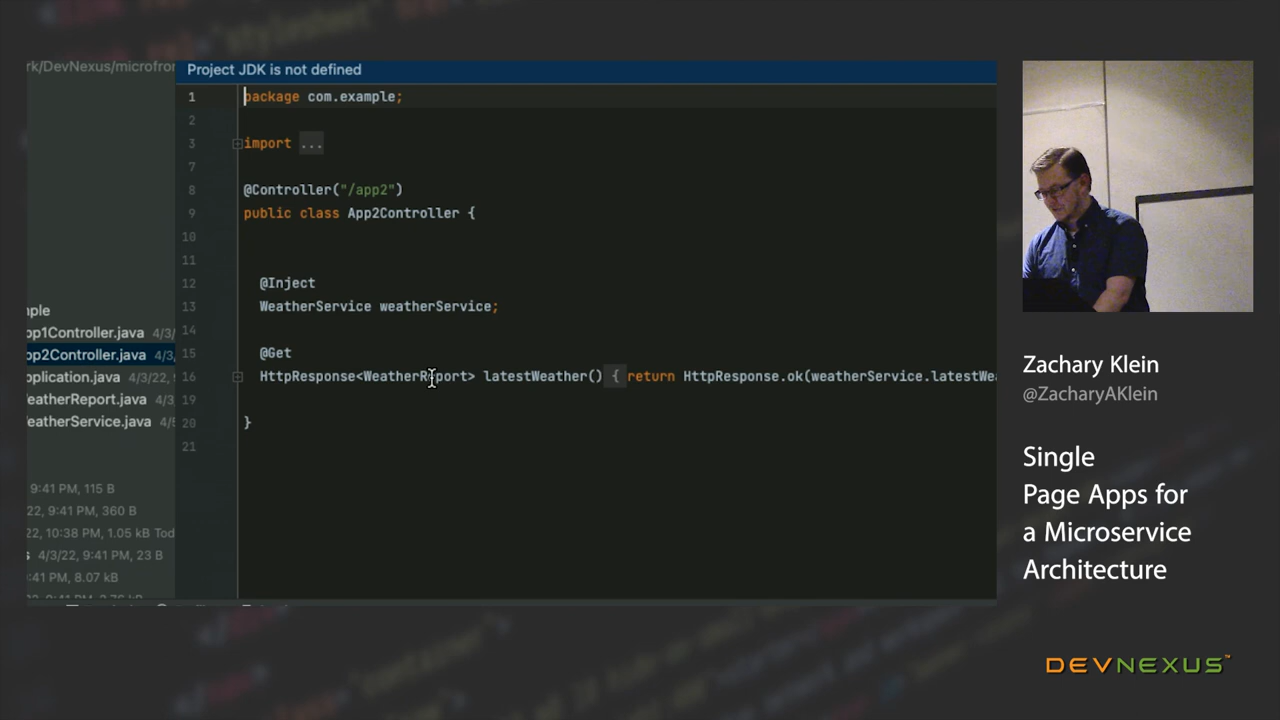 rk/DevNexus/microfro
Project JDK is not defined
1 package com.example;
2
3 import ...
7
8 @Controller("/app2")
9 public class App2Controller {
10
11
12 @Inject
13 WeatherService weatherService;
14
15 @Get
16 HttpResponse<WeatherReport> latestWeather() { return HttpResponse.ok(weatherService.latestWea
19
20 }
21
mple
pp1Controller.java 4/3/
pp2Controller.java 4/3,
pplication.java 4/3/22,
eatherReport.java 4/3
eatherService.java 4/5
9:41 PM, 115 B
22, 9:41 PM, 360 B
22, 10:38 PM, 1.05 kB Tod
s 4/3/22, 9:41 PM, 23 B
:41 PM, 8.07 kB
Zachary Klein
@ZacharyAKlein
Single
Page Apps for
a Microservice
Architecture
DEVNEXUS™